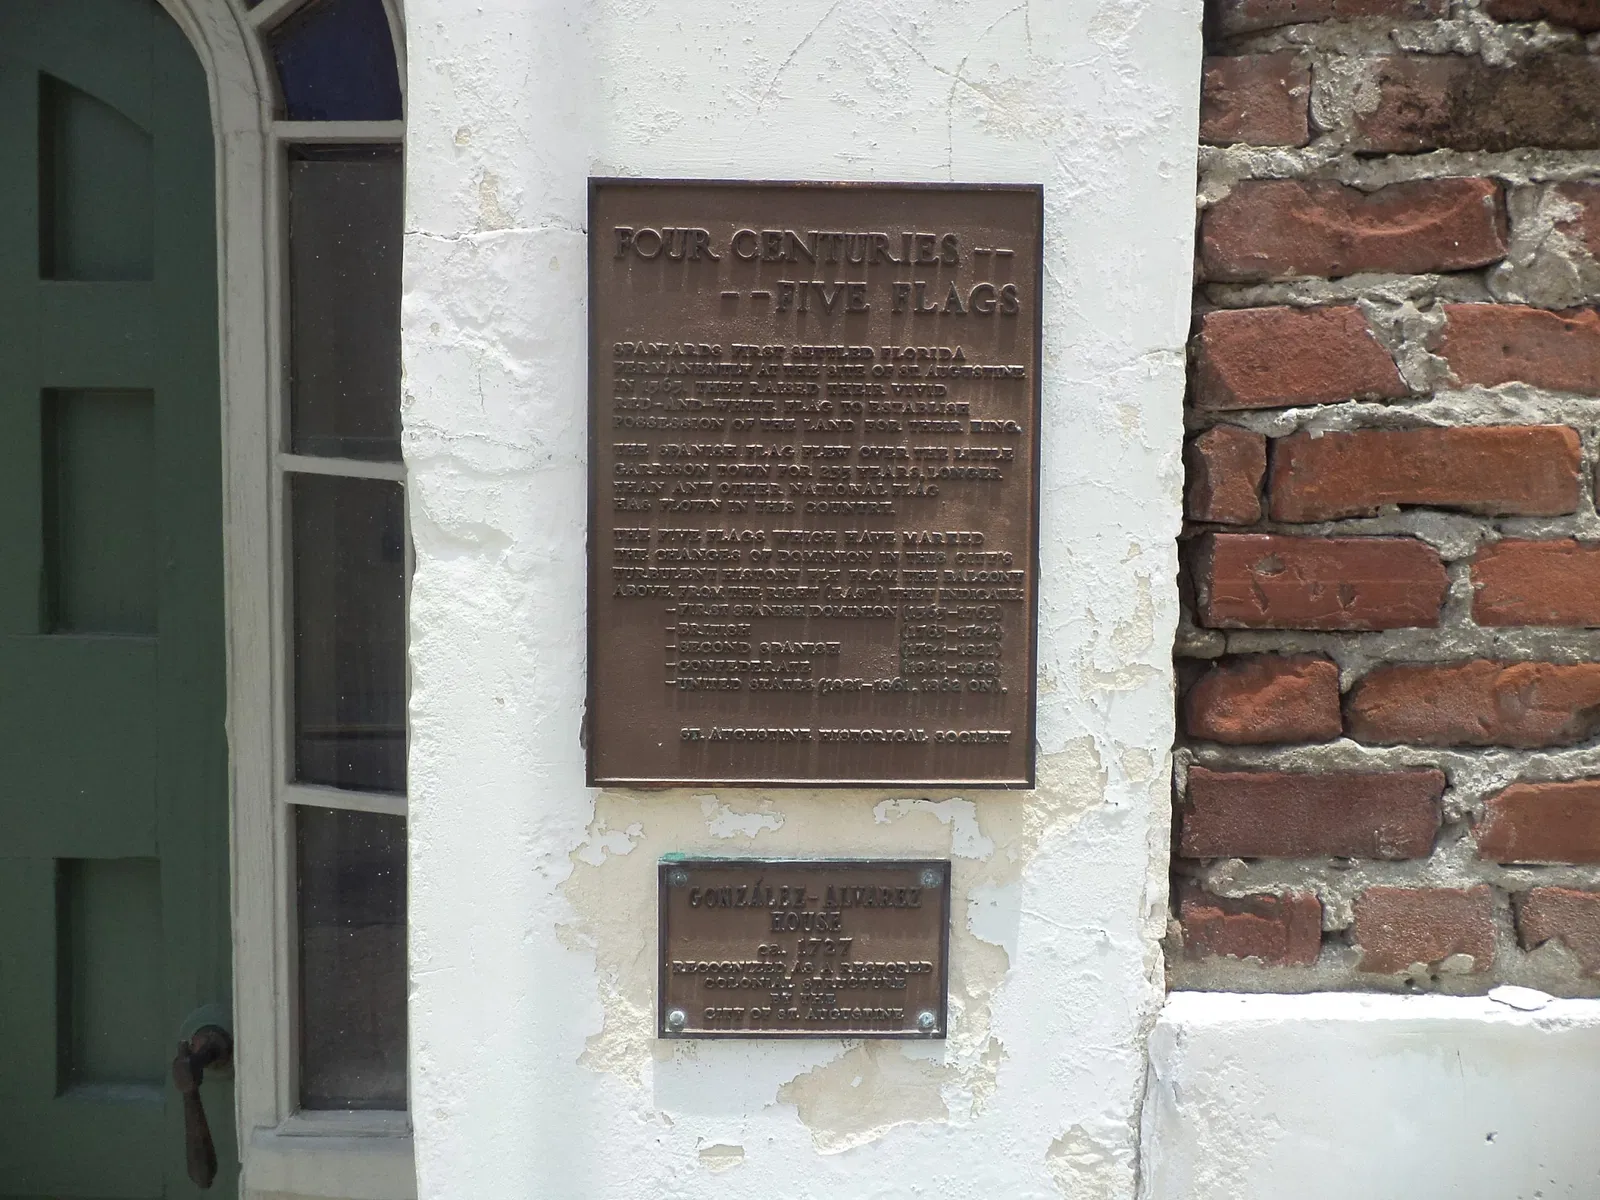 FOUR CENTURIES --
--FIVE FLAGS
SPANIARDS FIRST SETTLED FLORIDA
PERMANENTLY AT THE SITE OF ST. AUGUSTINE
IN 1565. THEY RAISED THEIR VIVID
RED-AND-WHITE FLAG TO ESTABLISH
POSSESSION OF THE LAND FOR THEIR KING.
THE SPANISH FLAG FLEW OVER THE LITTLE
GARRISON TOWN FOR 235 YEARS, LONGER
THAN ANY OTHER NATIONAL FLAG
HAS FLOWN IN THIS COUNTRY.
THE FIVE FLAGS WHICH HAVE MARKED
THE CHANGES OF DOMINION IN THIS CITY'S
TURBULENT HISTORY FLY FROM THE BALCONY
ABOVE. FROM THE RIGHT (EAST) THEY INDICATE:
-FIRST SPANISH DOMINION (1565-1763)
-BRITISH (1763-1784)
-SECOND SPANISH (1784-1821)
-CONFEDERATE (1861-1862)
-UNITED STATES (1821-1861, 1862 ON).
ST. AUGUSTINE HISTORICAL SOCIETY
GONZÁLEZ-ALVAREZ
HOUSE
ca. 1727
RECOGNIZED AS A RESTORED
COLONIAL STRUCTURE
BY THE
CITY OF ST. AUGUSTINE